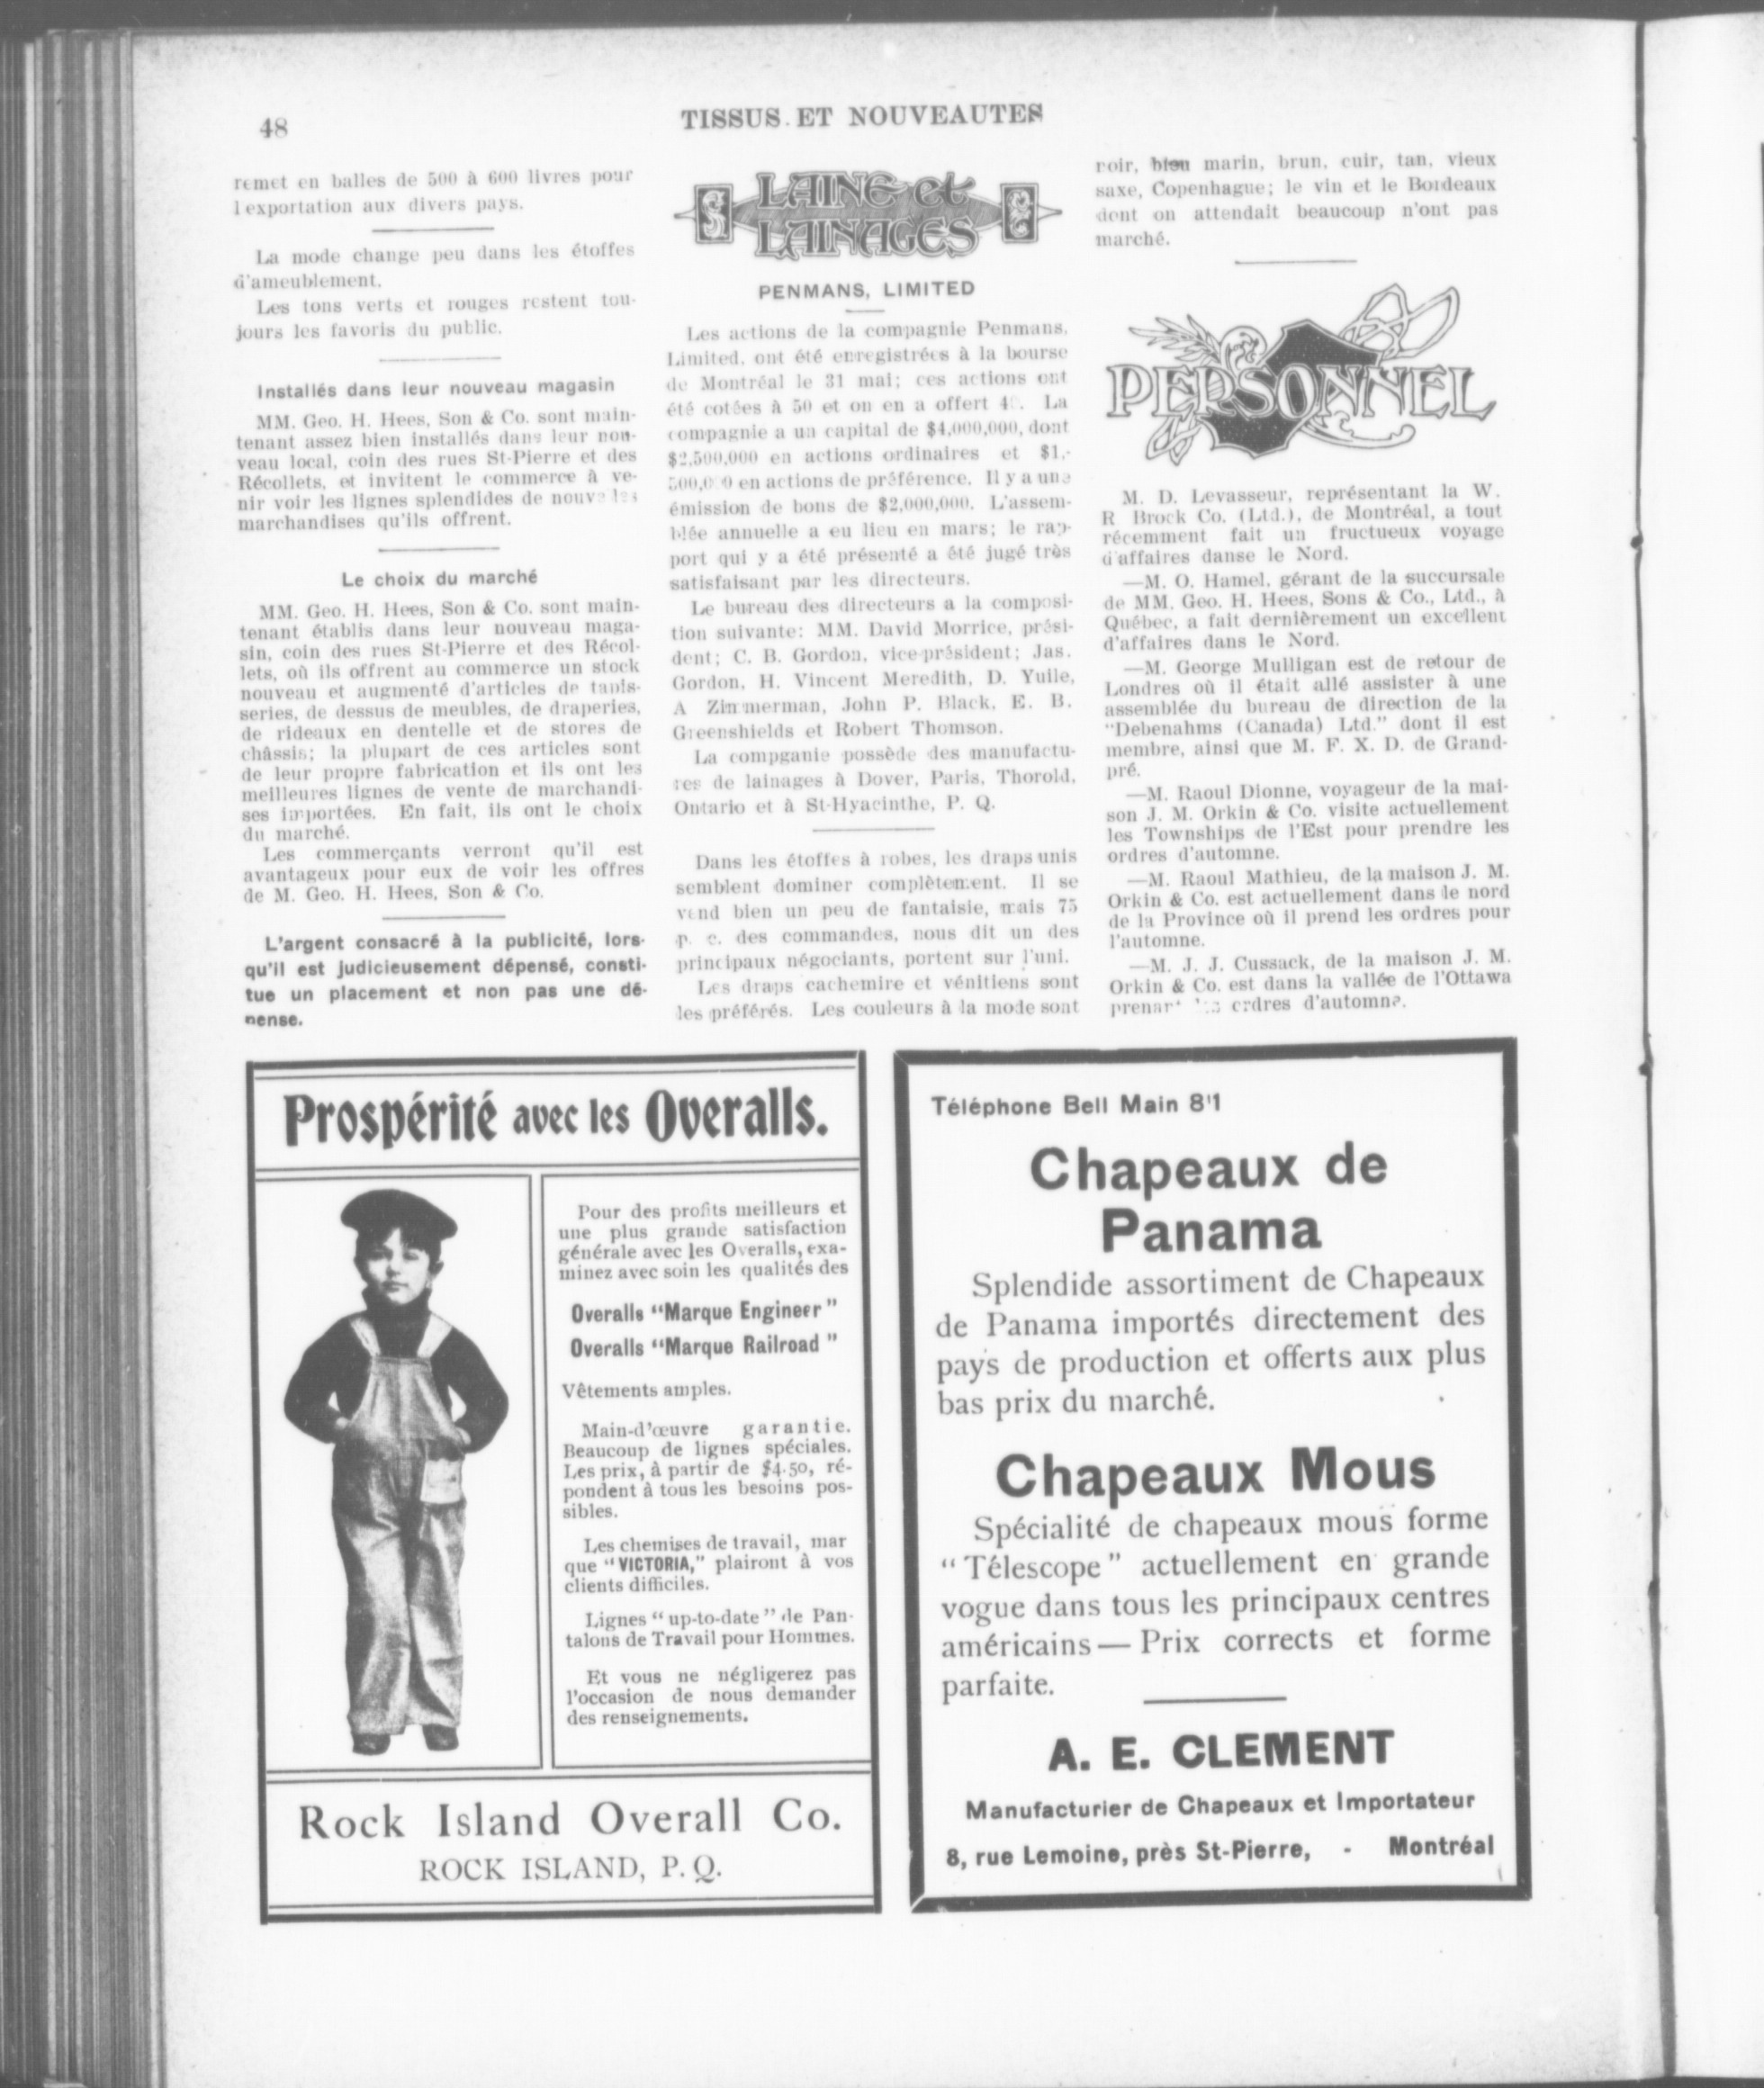 48
TISSUS ET NOUVEAUTES
remet en balles de 500 à 600 livres pour
l'exportation aux divers pays.
La mode change peu dans les étoffes
d'ameublement.
Les tons verts et rouges restent tou-
jours les favoris du public.
Installés dans leur nouveau magasin
MM. Geo. H. Hees, Son & Co. sont main-
tenant assez bien installés dans leur nou-
veau local, coin des rues St-Pierre et des
Récollets, et invitent le commerce à ve-
nir voir les lignes splendides de nouvelles
marchandises qu'ils offrent.
Le choix du marché
MM. Geo. H. Hees, Son & Co. sont main-
tenant établis dans leur nouveau maga-
sin, coin des rues St-Pierre et des Récol-
lets, où ils offrent au commerce un stock
nouveau et augmenté d'articles de tapis-
series, de dessus de meubles, de draperies,
de rideaux en dentelle et de stores de
châssis; la plupart de ces articles sont
de leur propre fabrication et ils ont les
meilleures lignes de vente de marchandi-
ses importées. En fait, ils ont le choix
du marché.
Les commerçants verront qu'il est
avantageux pour eux de voir les offres
de M. Geo. H. Hees, Son & Co.
L'argent consacré à la publicité, lors-
qu'il est judicieusement dépensé, consti-
tue un placement et non pas une dé-
pense.
LAINE et
LAINAGES
PENMANS, LIMITED
Les actions de la compagnie Penmans,
Limited, ont été enregistrées à la bourse
de Montréal le 31 mai; ces actions ont
été cotées à 50 et on en a offert . La
compagnie a un capital de $4,000,000, dont
$2,500,000 en actions ordinaires et $1,-
500,000 en actions de préférence. Il y a une
émission de bons de $2,000,000. L'assem-
blée annuelle a eu lieu en mars; le rap-
port qui y a été présenté a été jugé très
satisfaisant par les directeurs.
Le bureau des directeurs a la composi-
tion suivante: MM. David Morrice, prési-
dent; C. B. Gordon, vice-président; Jas.
Gordon, H. Vincent Meredith, D. Yuile,
A Zimmerman, John P. Black, E. B.
Greenshields et Robert Thomson.
La compganie possède des manufactu-
res de lainages à Dover, Paris, Thorold,
Ontario et à St-Hyacinthe, P. Q.
Dans les étoffes à robes, les draps unis
semblent dominer complètement. Il se
vend bien un peu de fantaisie, mais 75
p. c. des commandes, nous dit un des
principaux négociants, portent sur l'uni.
Les draps cachemire et vénitiens sont
les préférés. Les couleurs à la mode sont
noir, bleu marin, brun, cuir, tan, vieux
saxe, Copenhague; le vin et le Bordeaux
dont on attendait beaucoup n'ont pas
marché.
PERSONNEL
M. D. Levasseur, représentant la W.
R Brock Co. (Ltd.), de Montréal, a tout
récemment fait un fructueux voyage
d'affaires danse le Nord.
—M. O. Hamel, gérant de la succursale
de MM. Geo. H. Hees, Sons & Co., Ltd., à
Québec, a fait dernièrement un excellent
d'affaires dans le Nord.
—M. George Mulligan est de retour de
Londres où il était allé assister à une
assemblée du bureau de direction de la
"Debenahms (Canada) Ltd." dont il est
membre, ainsi que M. F. X. D. de Grand-
pré.
—M. Raoul Dionne, voyageur de la mai-
son J. M. Orkin & Co. visite actuellement
les Townships de l'Est pour prendre les
ordres d'automne.
—M. Raoul Mathieu, de la maison J. M.
Orkin & Co. est actuellement dans le nord
de la Province où il prend les ordres pour
l'automne.
—M. J. J. Cussack, de la maison J. M.
Orkin & Co. est dans la vallée de l'Ottawa
prenant les ordres d'automne.
Prospérité avec les Overalls.
Pour des profits meilleurs et
une plus grande satisfaction
générale avec les Overalls, exa-
minez avec soin les qualités des
Overalls "Marque Engineer"
Overalls "Marque Railroad"
Vêtements amples.
Main-d'œuvre garantie.
Beaucoup de lignes spéciales.
Les prix, à partir de $4.50, ré-
pondent à tous les besoins pos-
sibles.
Les chemises de travail, mar
que "VICTORIA," plairont à vos
clients difficiles.
Lignes "up-to-date" de Pan-
talons de Travail pour Hommes.
Et vous ne négligerez pas
l'occasion de nous demander
des renseignements.
Rock Island Overall Co.
ROCK ISLAND, P. Q.
Téléphone Bell Main
Chapeaux de
Panama
Splendide assortiment de Chapeaux
de Panama importés directement des
pays de production et offerts aux plus
bas prix du marché.
Chapeaux Mous
Spécialité de chapeaux mous forme
"Télescope" actuellement en grande
vogue dans tous les principaux centres
américains — Prix corrects et forme
parfaite.
A. E. CLEMENT
Manufacturier de Chapeaux et Importateur
8, rue Lemoine, près St-Pierre, - Montréal